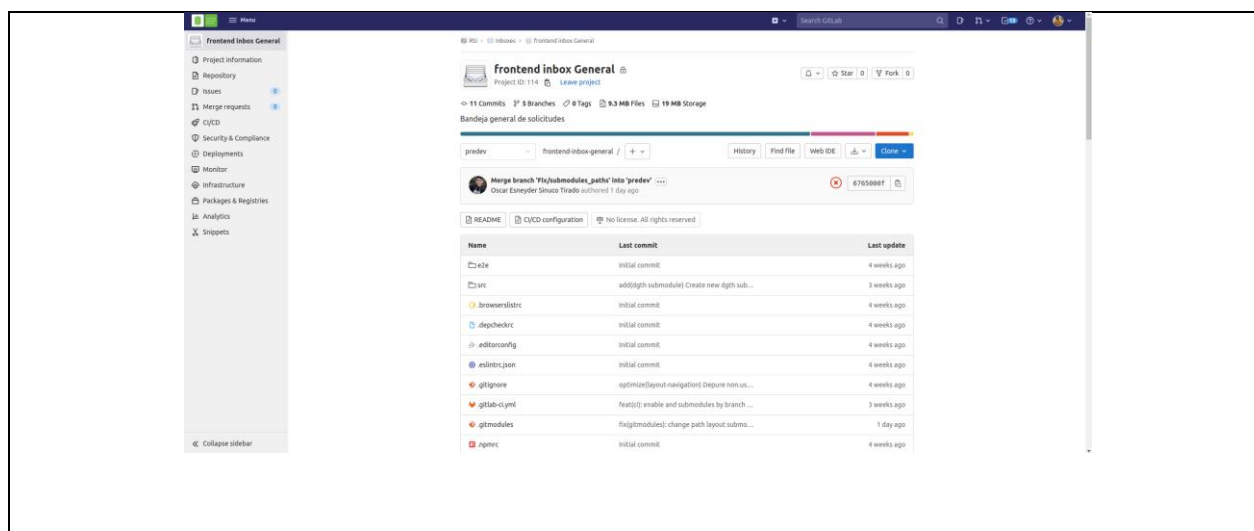 Menu
Search GitLab
frontend inbox General
Project information
Repository
Issues 0
Merge requests 0
CI/CD
Security & Compliance
Deployments
Monitor
Infrastructure
Packages & Registries
Analytics
Snippets
Collapse sidebar
RSI > Inboxes > frontend inbox General
frontend inbox General
Project ID: 114 Leave project
Star 0 Fork 0
11 Commits 5 Branches 0 Tags 9.3 MB Files 19 MB Storage
Bandeja general de solicitudes
predev frontend-inbox-general / + History Find file Web IDE Clone
Merge branch 'Fix/submodules_paths' into 'predev'
Oscar Esneyder Sinuco Tirado authored 1 day ago
README CI/CD configuration No license. All rights reserved
Name Last commit Last update
e2e Initial commit 4 weeks ago
src add(dgth submodule) Create new dgth sub... 3 weeks ago
.browserslistrc Initial commit 4 weeks ago
.depcheckrc Initial commit 4 weeks ago
.editorconfig Initial commit 4 weeks ago
.eslintrc.json Initial commit 4 weeks ago
.gitignore optimize(layout-navigation) Depure non.us... 4 weeks ago
.gitlab-ci.yml feat(ci): enable and submodules by branch ... 3 weeks ago
.gitmodules fix(gitmodules): change path layout submo... 1 day ago
.npmrc Initial commit 4 weeks ago